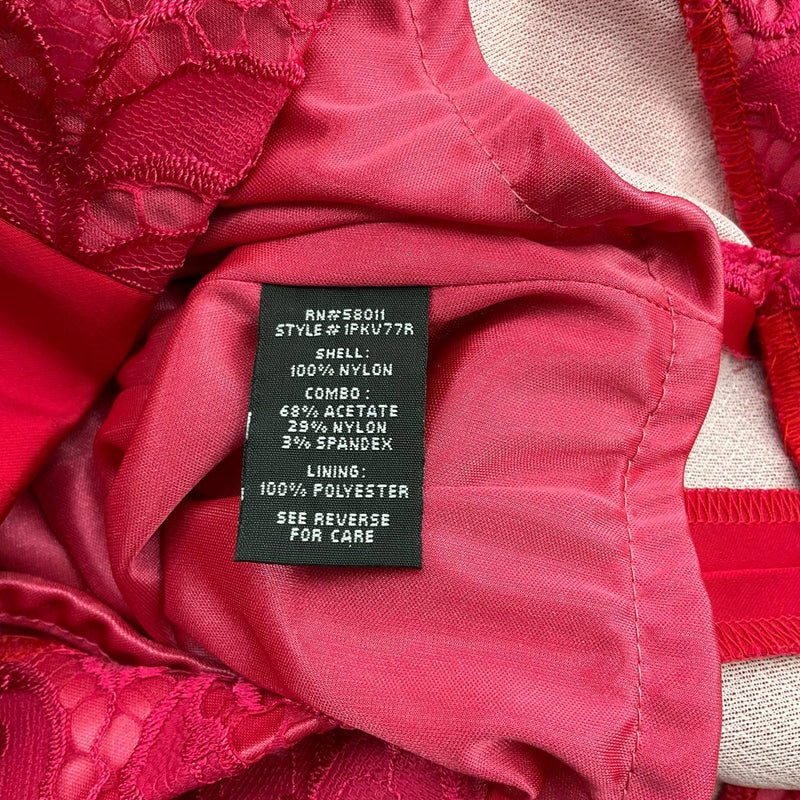 RN#58011
STYLE#1PKV77R
SHELL:
100% NYLON
COMBO:
68% ACETATE
29% NYLON
3% SPANDEX
LINING:
100% POLYESTER
SEE REVERSE
FOR CARE